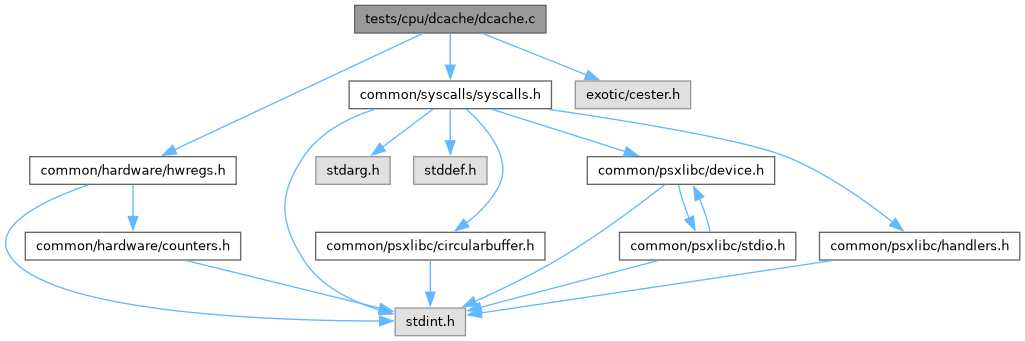 tests/cpu/dcache/dcache.c
common/syscalls/syscalls.h
exotic/cester.h
common/hardware/hwregs.h
stdarg.h
stddef.h
common/psxlibc/device.h
common/hardware/counters.h
common/psxlibc/circularbuffer.h
common/psxlibc/stdio.h
common/psxlibc/handlers.h
stdint.h